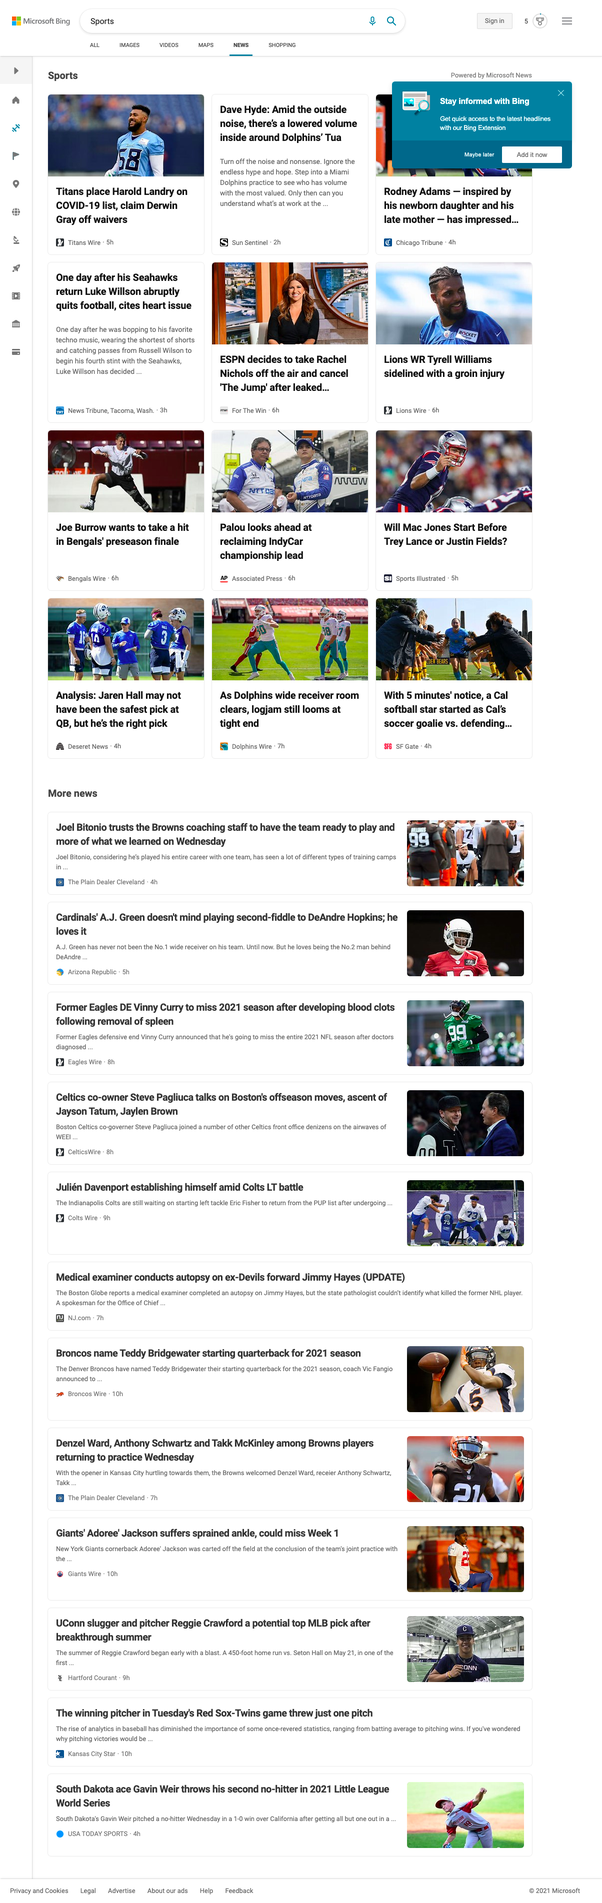 Microsoft Bing
Sports
Sign in
5
ALL IMAGES VIDEOS MAPS NEWS SHOPPING
Sports
Powered by Microsoft News
Stay informed with Bing
Get quick access to the latest headlines
with our Bing Extension
Maybe later
Add it now
58
Titans place Harold Landry on
COVID-19 list, claim Derwin
Gray off waivers
Titans Wire · 5h
Dave Hyde: Amid the outside
noise, there's a lowered volume
inside around Dolphins' Tua
Turn off the noise and nonsense. Ignore the
endless hype and hope. Step into a Miami
Dolphins practice to see who has volume
with the most valued. Only then can you
understand what's at work at the ...
Sun Sentinel · 2h
Rodney Adams — inspired by
his newborn daughter and his
late mother — has impressed...
Chicago Tribune · 4h
One day after his Seahawks
return Luke Willson abruptly
quits football, cites heart issue
One day after he was bopping to his favorite
techno music, wearing the shortest of shorts
and catching passes from Russell Wilson to
begin his fourth stint with the Seahawks,
Luke Willson has decided ...
News Tribune, Tacoma, Wash. · 3h
ESPN decides to take Rachel
Nichols off the air and cancel
'The Jump' after leaked...
For The Win · 6h
ROCKET
Lions WR Tyrell Williams
sidelined with a groin injury
Lions Wire · 6h
Joe Burrow wants to take a hit
in Bengals' preseason finale
Bengals Wire · 6h
NTT DATA
ARROW
Palou looks ahead at
reclaiming IndyCar
championship lead
AP Associated Press · 6h
Will Mac Jones Start Before
Trey Lance or Justin Fields?
SI Sports Illustrated · 5h
3
Analysis: Jaren Hall may not
have been the safest pick at
QB, but he's the right pick
Deseret News · 4h
As Dolphins wide receiver room
clears, logjam still looms at
tight end
Dolphins Wire · 7h
With 5 minutes' notice, a Cal
softball star started as Cal's
soccer goalie vs. defending...
SF Gate · 4h
More news
Joel Bitonio trusts the Browns coaching staff to have the team ready to play and
more of what we learned on Wednesday
Joel Bitonio, considering he's played his entire career with one team, has seen a lot of different types of training camps
in ...
The Plain Dealer Cleveland · 4h
99
Cardinals' A.J. Green doesn't mind playing second-fiddle to DeAndre Hopkins; he
loves it
A.J. Green has never not been the No.1 wide receiver on his team. Until now. But he loves being the No.2 man behind
DeAndre ...
Arizona Republic · 5h
Former Eagles DE Vinny Curry to miss 2021 season after developing blood clots
following removal of spleen
Former Eagles defensive end Vinny Curry announced that he's going to miss the entire 2021 NFL season after doctors
diagnosed ...
Eagles Wire · 8h
99
Celtics co-owner Steve Pagliuca talks on Boston's offseason moves, ascent of
Jayson Tatum, Jaylen Brown
Boston Celtics co-governor Steve Pagliuca joined a number of other Celtics front office denizens on the airwaves of
WEEI ...
CelticsWire · 8h
Julién Davenport establishing himself amid Colts LT battle
The Indianapolis Colts are still waiting on starting left tackle Eric Fisher to return from the PUP list after undergoing ...
Colts Wire · 9h
73
Medical examiner conducts autopsy on ex-Devils forward Jimmy Hayes (UPDATE)
The Boston Globe reports a medical examiner completed an autopsy on Jimmy Hayes, but the state pathologist couldn't identify what killed the former NHL player.
A spokesman for the Office of Chief ...
NJ.com · 7h
Broncos name Teddy Bridgewater starting quarterback for 2021 season
The Denver Broncos have named Teddy Bridgewater their starting quarterback for the 2021 season, coach Vic Fangio
announced to ...
Broncos Wire · 10h
5
Denzel Ward, Anthony Schwartz and Takk McKinley among Browns players
returning to practice Wednesday
With the opener in Kansas City hurtling towards them, the Browns welcomed Denzel Ward, receier Anthony Schwartz,
Takk ...
The Plain Dealer Cleveland · 7h
21
Giants' Adoree' Jackson suffers sprained ankle, could miss Week 1
New York Giants cornerback Adoree' Jackson was carted off the field at the conclusion of the team's joint practice with
the ...
Giants Wire · 10h
UConn slugger and pitcher Reggie Crawford a potential top MLB pick after
breakthrough summer
The summer of Reggie Crawford began early with a blast. A 450-foot home run vs. Seton Hall on May 21, in one of the
first ...
Hartford Courant · 9h
C
The winning pitcher in Tuesday's Red Sox-Twins game threw just one pitch
The rise of analytics in baseball has diminished the importance of some once-revered statistics, ranging from batting average to pitching wins. If you've wondered
why pitching victories would be ...
Kansas City Star · 10h
South Dakota ace Gavin Weir throws his second no-hitter in 2021 Little League
World Series
South Dakota's Gavin Weir pitched a no-hitter Wednesday in a 1-0 win over California after getting all but one out in a ...
USA TODAY SPORTS · 4h
Privacy and Cookies Legal Advertise About our ads Help Feedback
© 2021 Microsoft